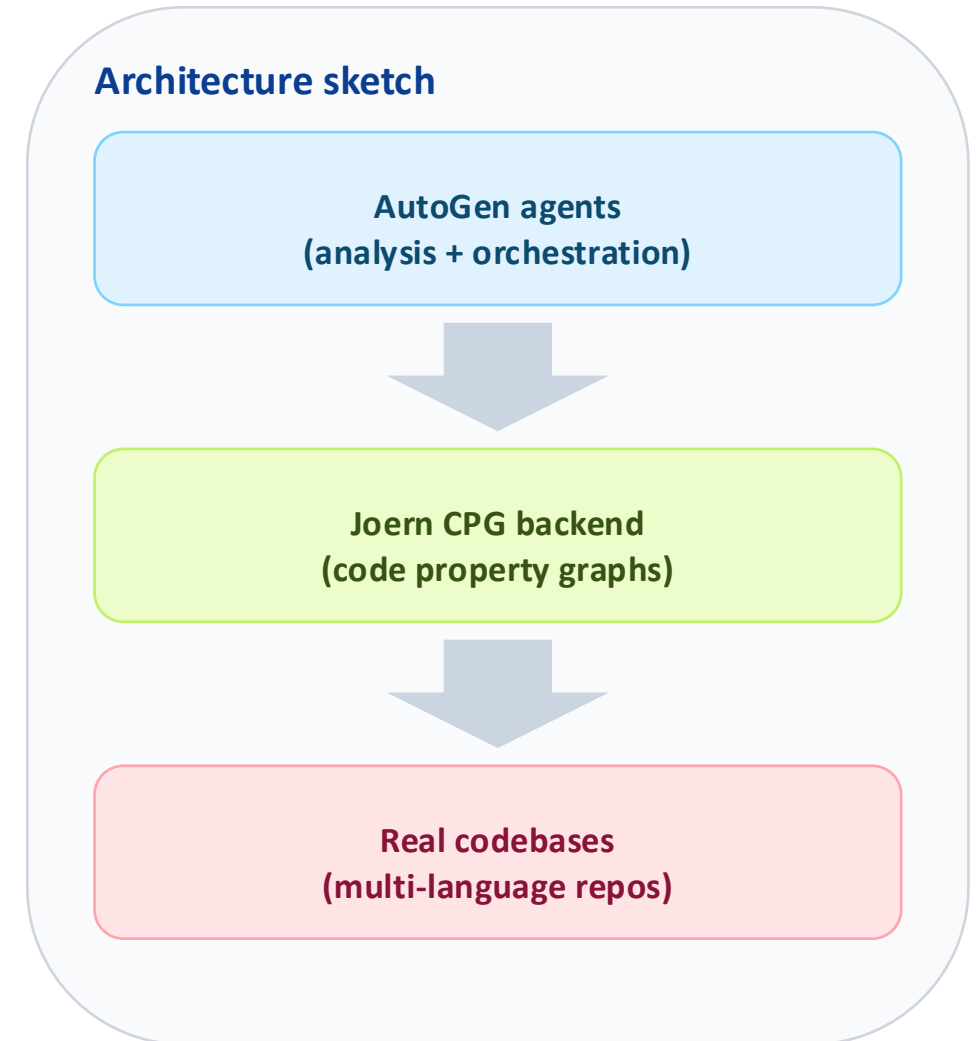 Architecture sketch
AutoGen agents
(analysis + orchestration)
Joern CPG backend
(code property graphs)
Real codebases
(multi-language repos)